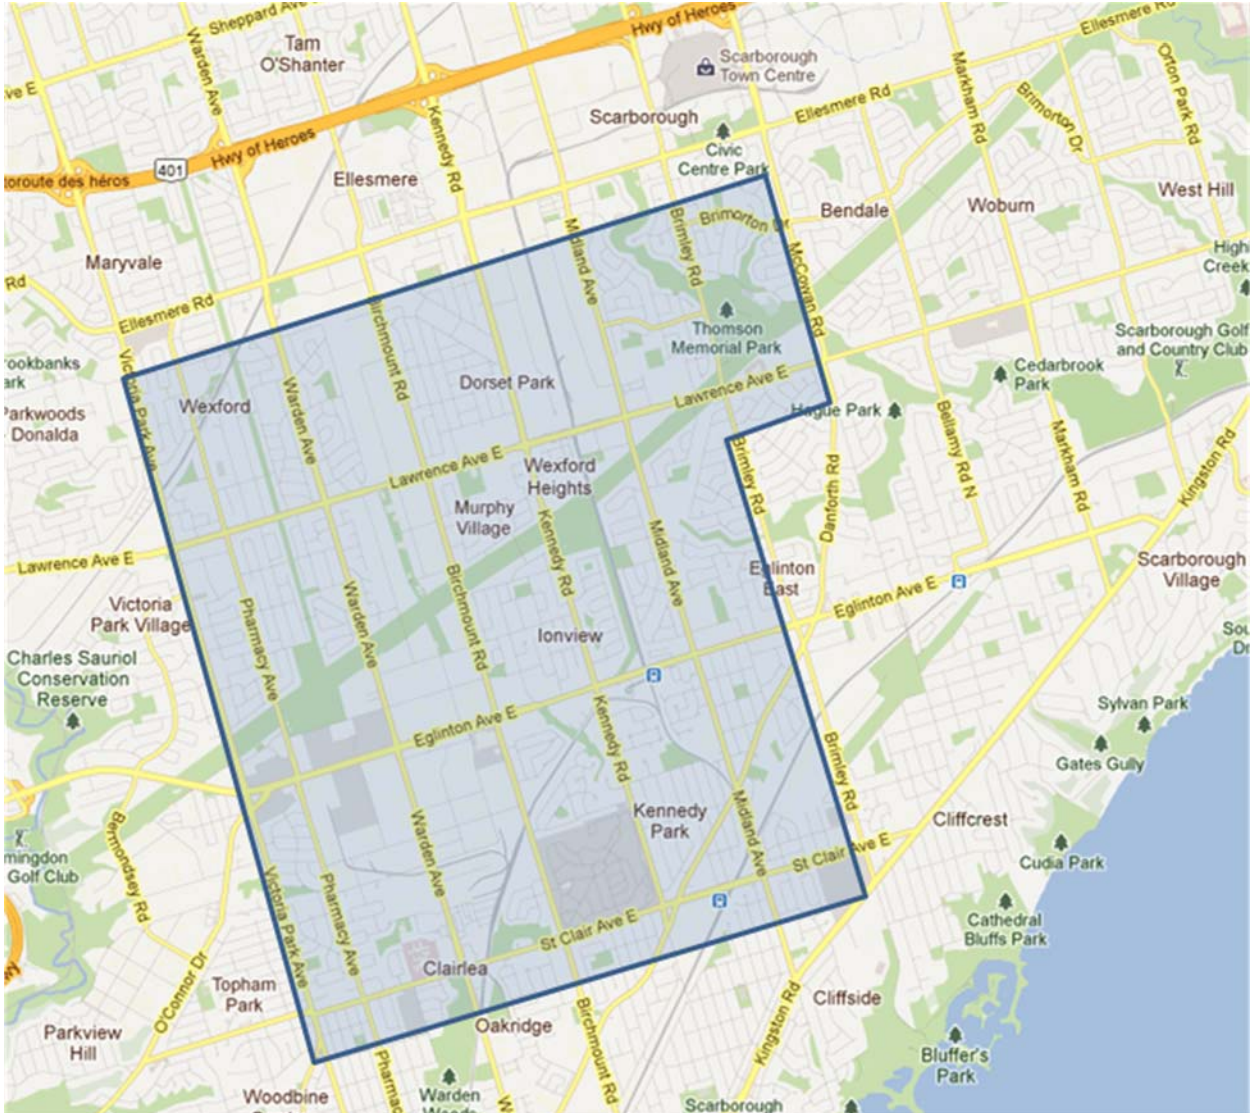 Sheppard Ave
Hwy of Heroes
Ellesmere Rd
Tam
O'Shanter
Warden Ave
Scarborough
Town Centre
Markham Rd
Orton Park Rd
ve E
Ellesmere Rd
Brimorton Dr
Kennedy Rd
Scarborough
Hwy of Heroes
Civic
Centre Park
401
toroute des héros
Ellesmere
West Hill
Bendale
Woburn
Midland Ave
Brimley Rd
Brimorton Dr
McCowan Rd
High
Creek
Maryvale
Rd
Ellesmere Rd
Birchmount Rd
Thomson
Memorial Park
Scarborough Golf
and Country Club
rookbanks
ark
Victoria Park Ave
Cedarbrook
Park
Dorset Park
Lawrence Ave E
Wexford
Warden Ave
Hague Park
Parkwoods
Donalda
Bellamy Rd N
Markham Rd
Kingston Rd
Lawrence Ave E
Wexford
Heights
Brimley Rd
Danforth Rd
Murphy
Village
Kennedy Rd
Midland Ave
Lawrence Ave E
Eglinton
East
Scarborough
Village
Eglinton Ave E
Victoria
Park Village
Pharmacy Ave
Warden Ave
Birchmount Rd
Ionview
Sou
Dr
Charles Sauriol
Conservation
Reserve
Sylvan Park
Kennedy Rd
Eglinton Ave E
Brimley Rd
Gates Gully
Bermondsey Rd
Warden Ave
Kennedy
Park
Midland Ave
Cliffcrest
mingdon
Golf Club
St Clair Ave E
Cudia Park
Victoria Park Ave
Pharmacy Ave
St Clair Ave E
Cathedral
Bluffs Park
O'Connor Dr
Clairlea
Topham
Park
Kingston Rd
Cliffside
Parkview
Hill
Oakridge
Birchmount Rd
Bluffer's
Park
Pharmac
Woodbine
Warden
Woods
W
Scarborough